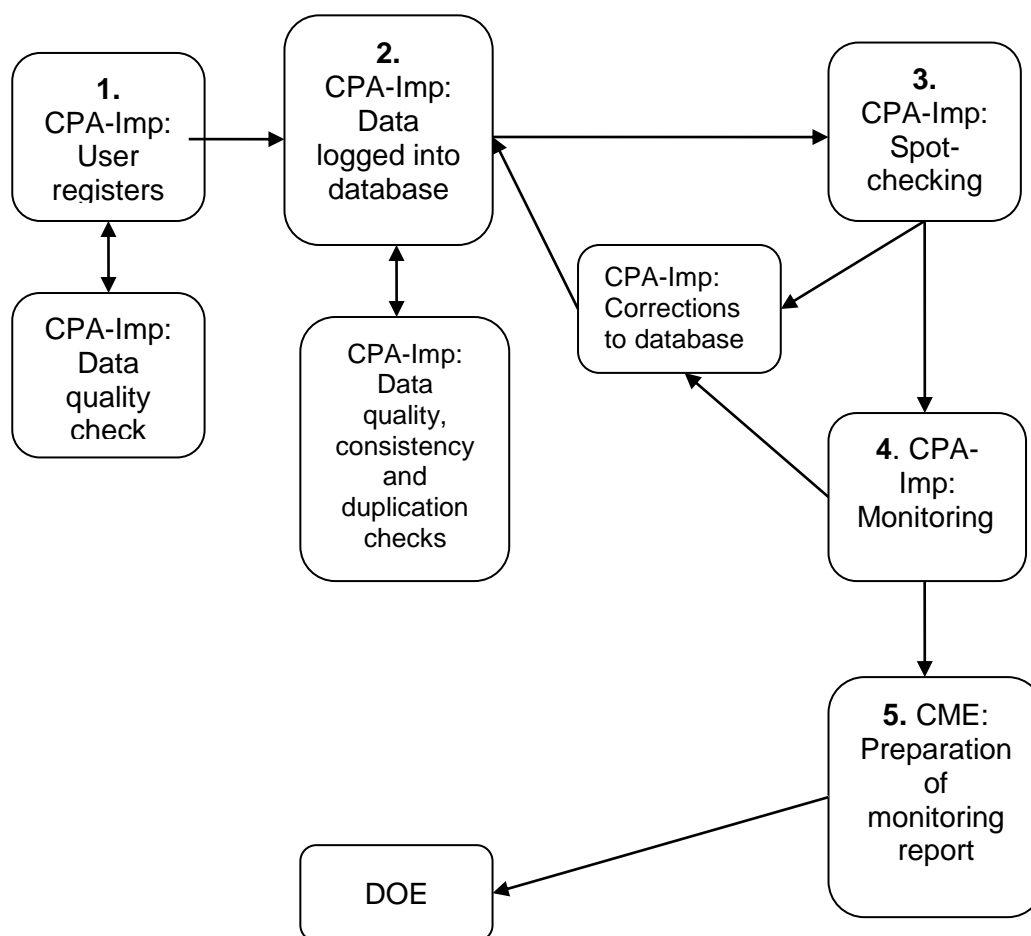 1.
CPA-Imp:
User
registers
2.
CPA-Imp:
Data
logged into
database
3.
CPA-Imp:
Spot-
checking
CPA-Imp:
Data
quality
check
CPA-Imp:
Data
quality,
consistency
and
duplication
checks
CPA-Imp:
Corrections
to database
4. CPA-
Imp:
Monitoring
5. CME:
Preparation
of
monitoring
report
DOE